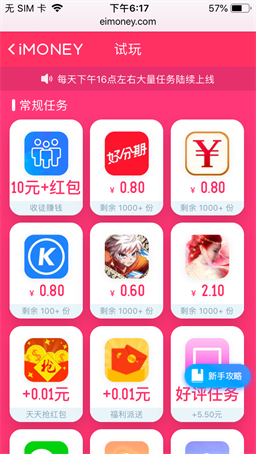 无 SIM 卡 下午6:17 57%
eimoney.com
iMONEY 试玩
每天下午16点左右大量任务陆续上线
常规任务
10元+红包
收徒赚钱
好分期
¥ 0.80
剩余 1000+ 份
¥
¥ 0.80
剩余 1000+ 份
K
¥ 0.80
剩余 100+ 份
¥ 0.60
剩余 1000+ 份
¥ 2.10
剩余 1000+ 份
抢
+0.01元
天天抢红包
+0.01元
福利派送
好评任务
+5.50元
新手攻略